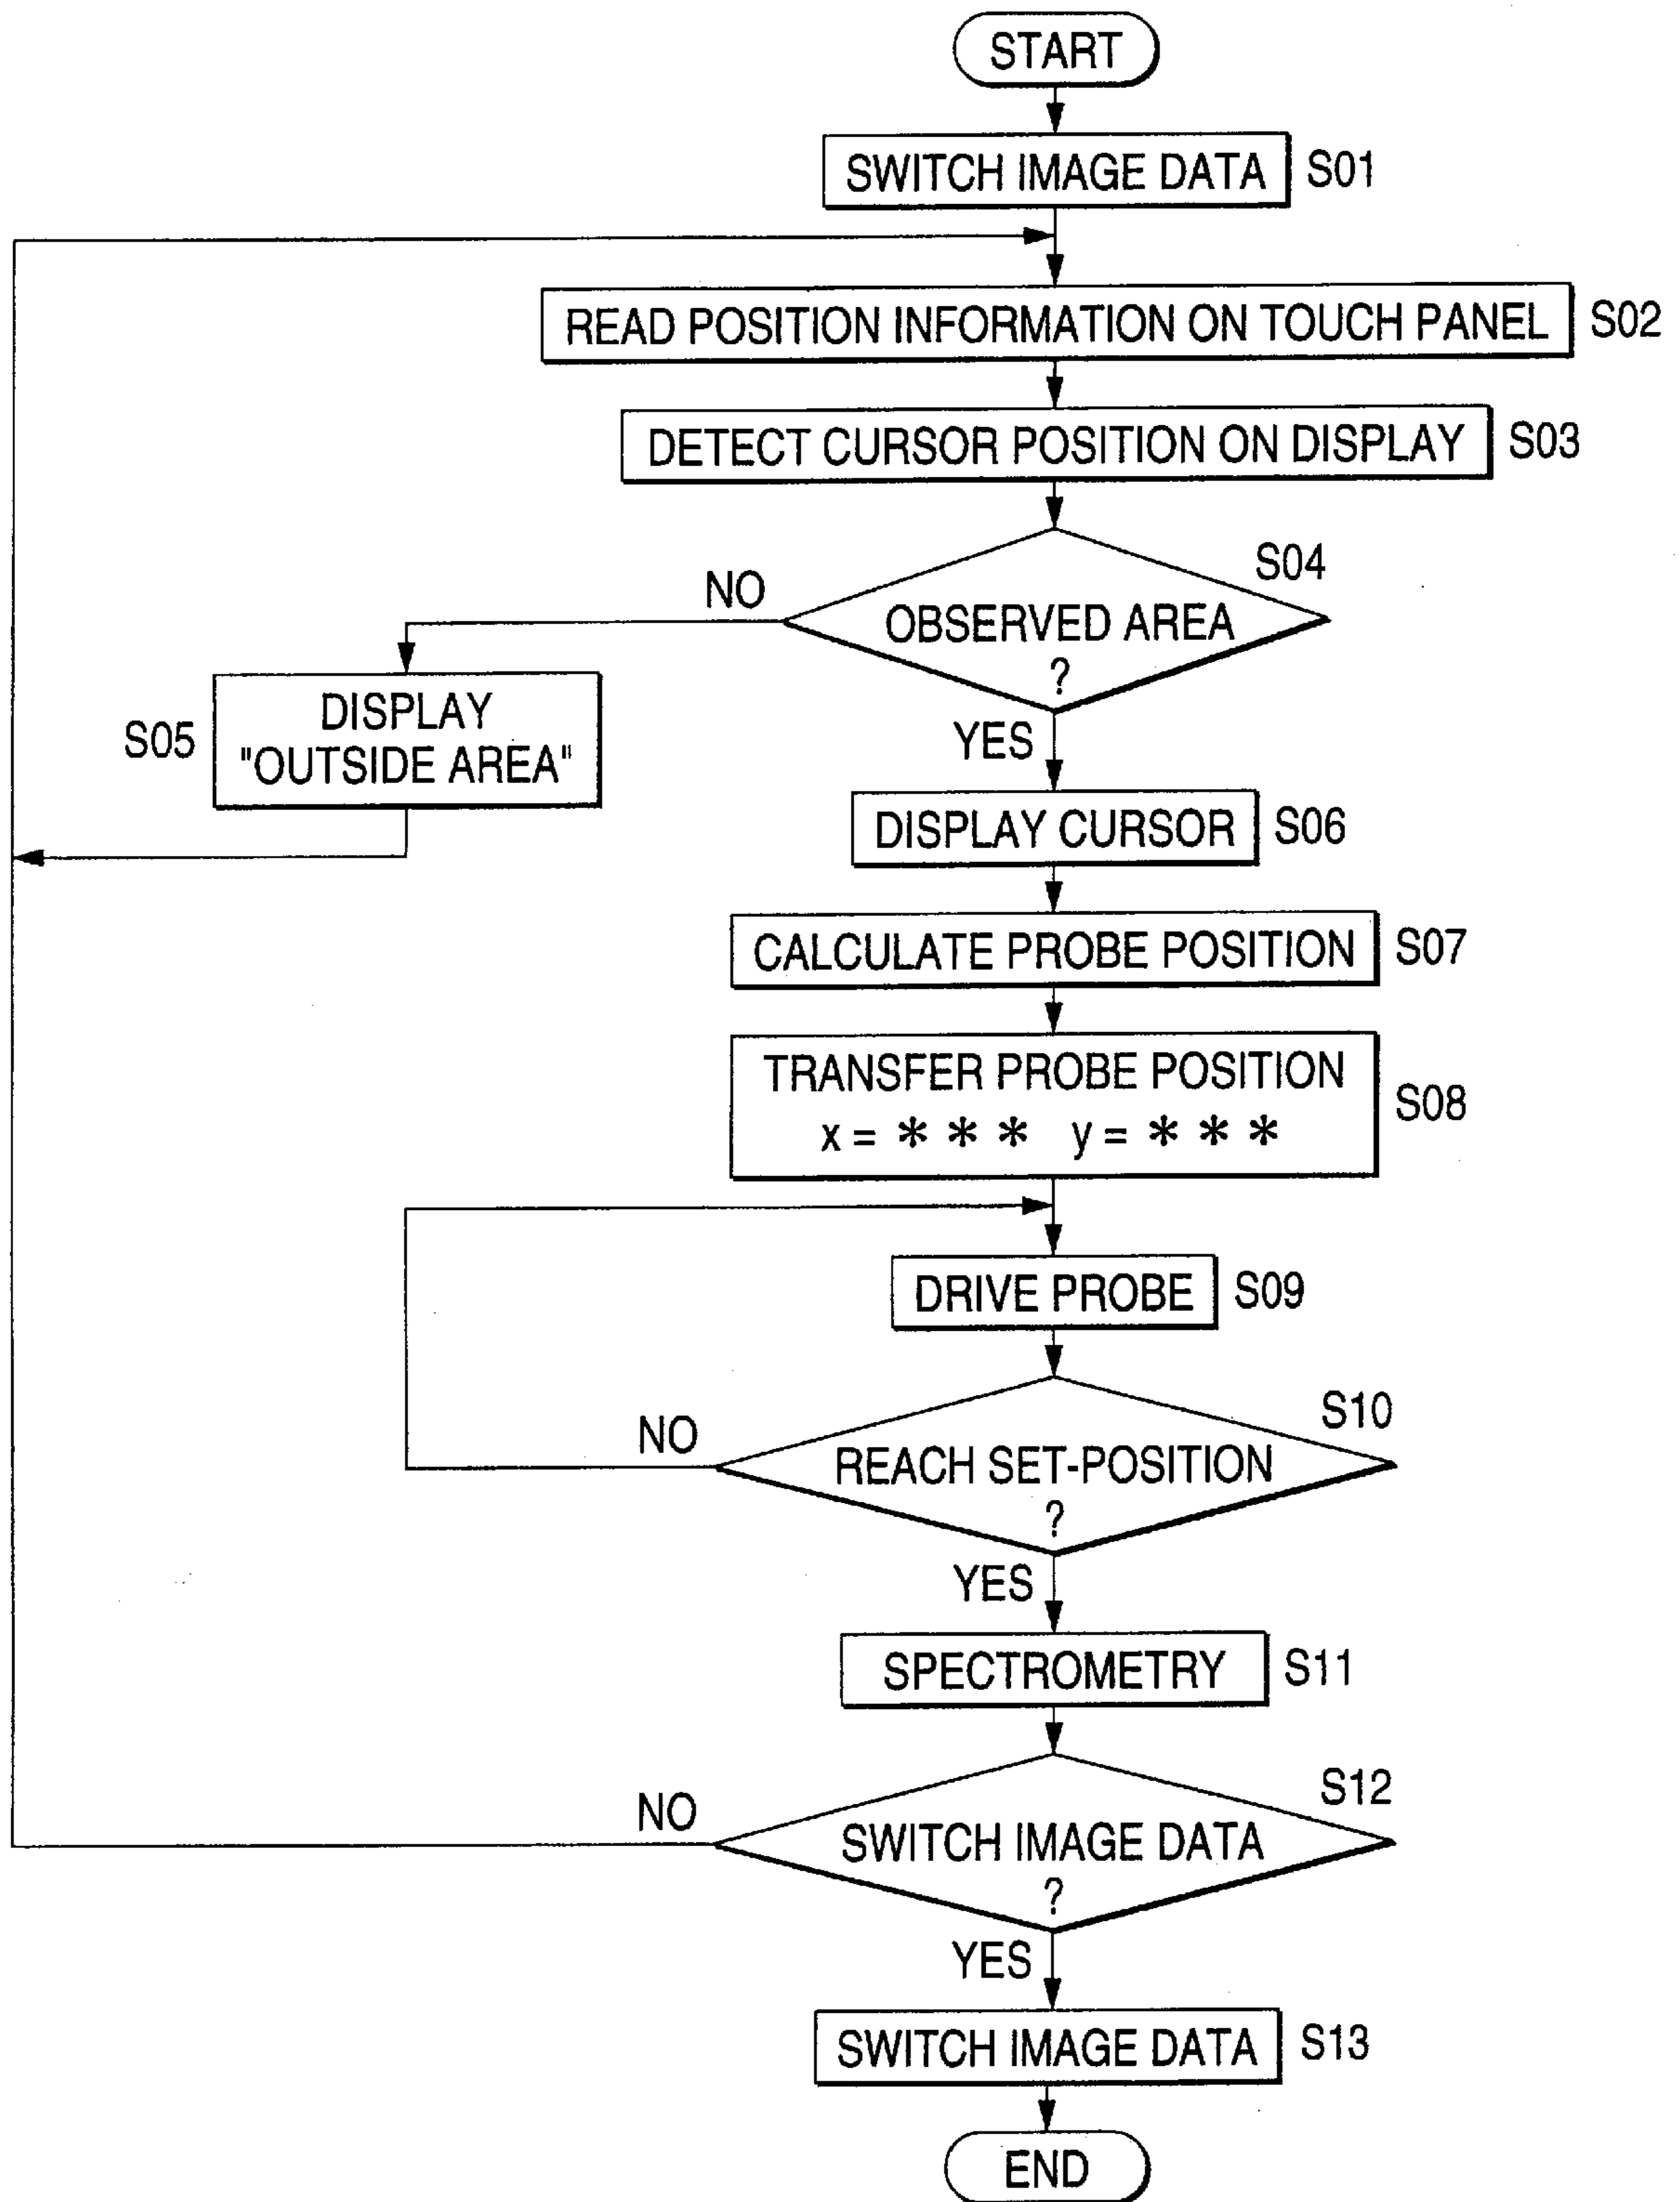 START
SWITCH IMAGE DATA S01
READ POSITION INFORMATION ON TOUCH PANEL S02
DETECT CURSOR POSITION ON DISPLAY S03
S04
NO
OBSERVED AREA
?
DISPLAY
"OUTSIDE AREA"
S05
YES
DISPLAY CURSOR S06
CALCULATE PROBE POSITION S07
TRANSFER PROBE POSITION
x = * * * y = * * *
S08
DRIVE PROBE S09
S10
NO
REACH SET-POSITION
?
YES
SPECTROMETRY S11
S12
NO
SWITCH IMAGE DATA
?
YES
SWITCH IMAGE DATA S13
END